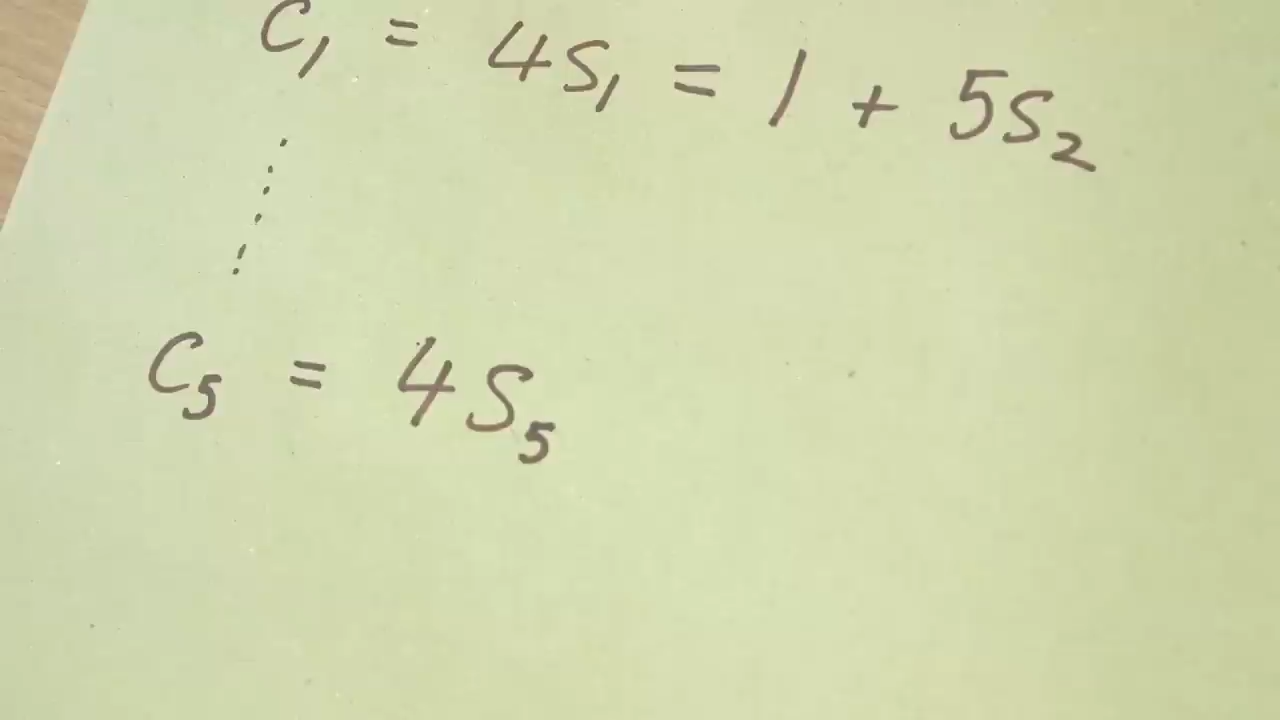 C₁ = 4S₁ = 1 + 5S₂
C₅ = 4S₅